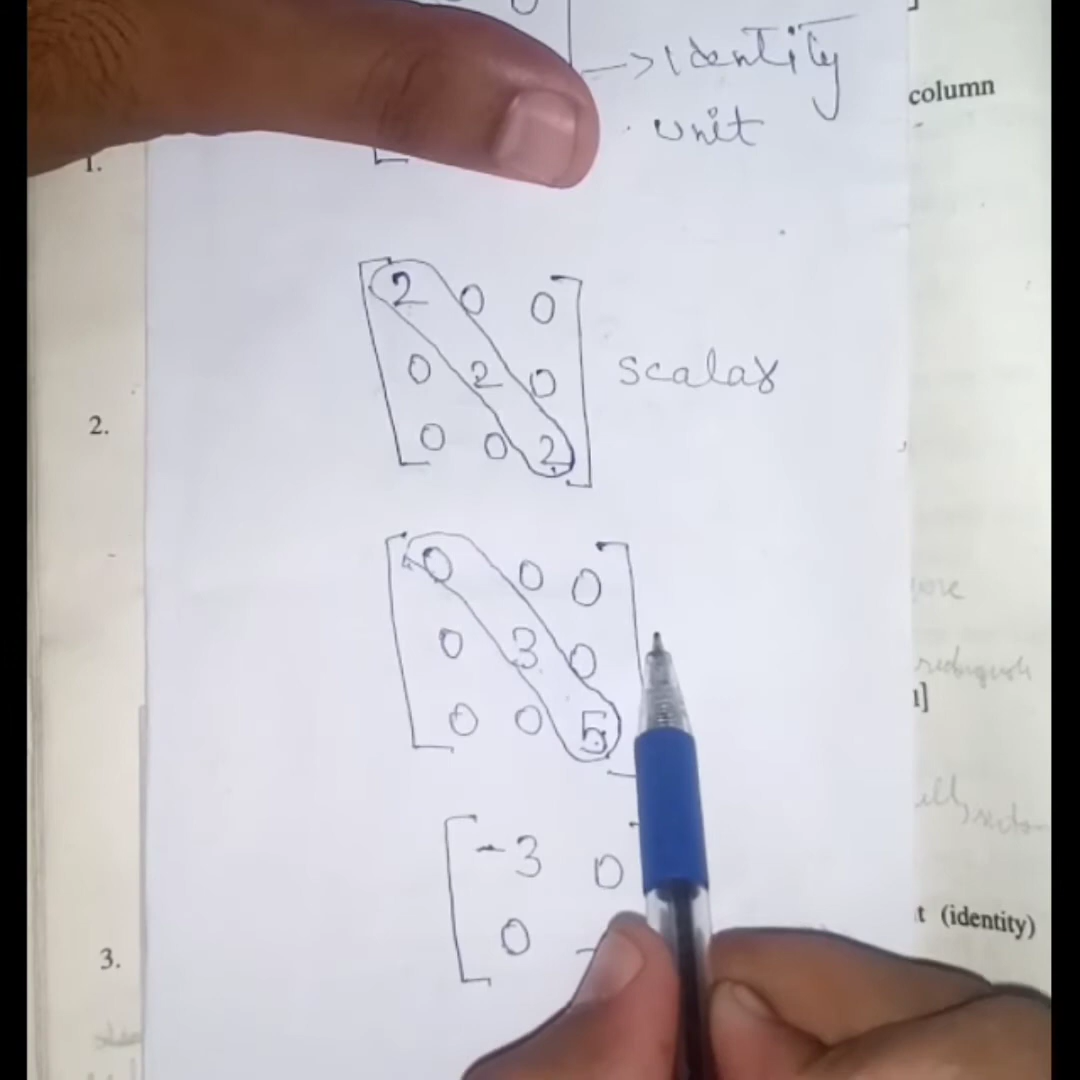 0
→ Identity
column
unit
1.
2 0 0
0 2 0 scalar
2.
0 0 2
0 0 0
0 3 0
]
0 0 5
-3 0
t (identity)
0 -
3.